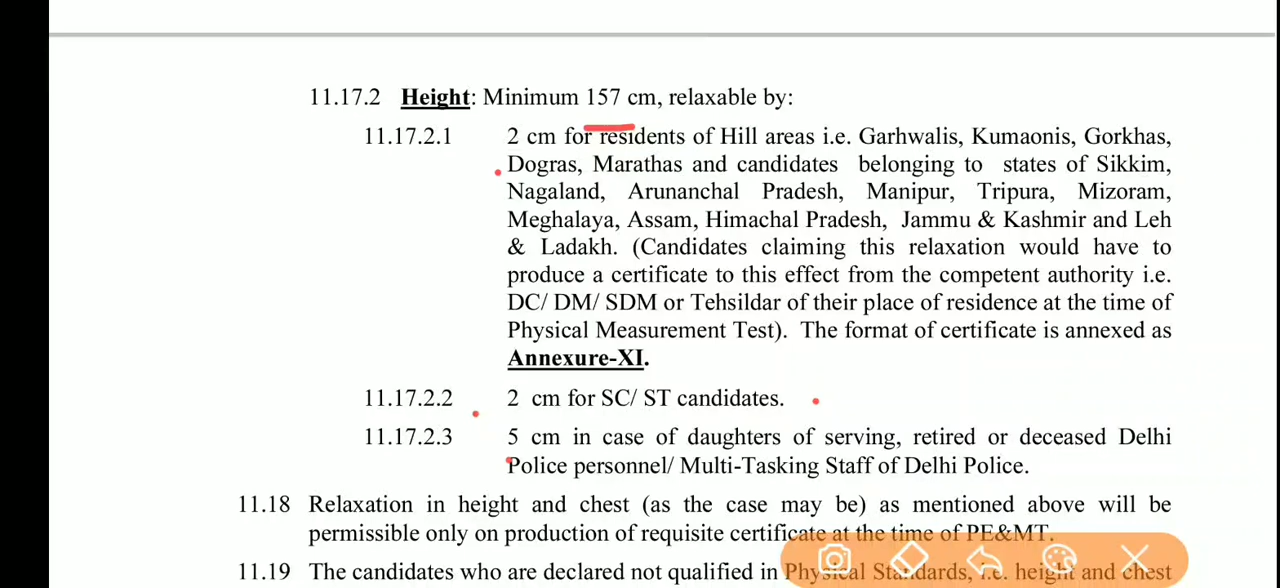 11.17.2 Height: Minimum 157 cm, relaxable by:
11.17.2.1 2 cm for residents of Hill areas i.e. Garhwalis, Kumaonis, Gorkhas,
Dogras, Marathas and candidates belonging to states of Sikkim,
Nagaland, Arunanchal Pradesh, Manipur, Tripura, Mizoram,
Meghalaya, Assam, Himachal Pradesh, Jammu & Kashmir and Leh
& Ladakh. (Candidates claiming this relaxation would have to
produce a certificate to this effect from the competent authority i.e.
DC/ DM/ SDM or Tehsildar of their place of residence at the time of
Physical Measurement Test). The format of certificate is annexed as
Annexure-XI.
11.17.2.2 2 cm for SC/ ST candidates.
11.17.2.3 5 cm in case of daughters of serving, retired or deceased Delhi
Police personnel/ Multi-Tasking Staff of Delhi Police.
11.18 Relaxation in height and chest (as the case may be) as mentioned above will be
permissible only on production of requisite certificate at the time of PE&MT.
11.19 The candidates who are declared not qualified in Physical Standards, i.e. height and chest